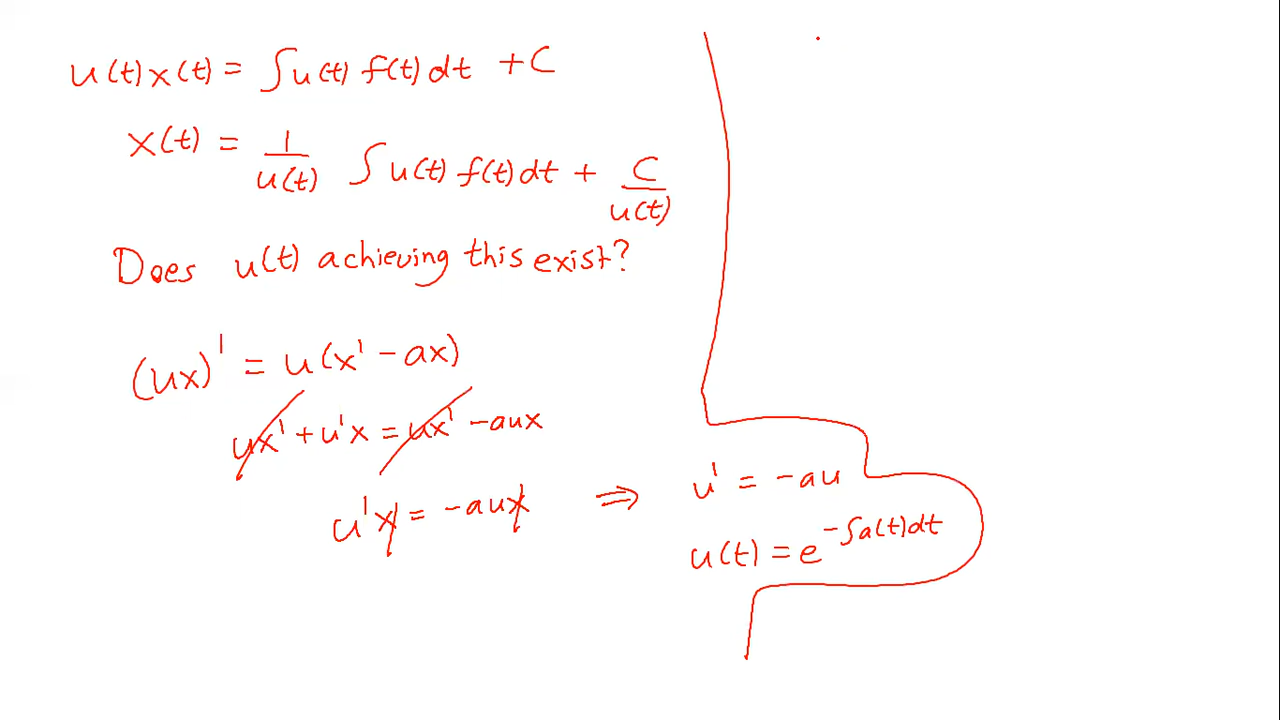 u(t)x(t) = ∫u(t) f(t) dt + C
x(t) = 1/u(t) ∫u(t) f(t) dt + C/u(t)
Does u(t) achieving this exist?
(ux)' = u(x' - ax)
ux' + u'x = ux' - aux
u'x = -aux ⇒ u' = -au
u(t) = e^{-∫a(t)dt}